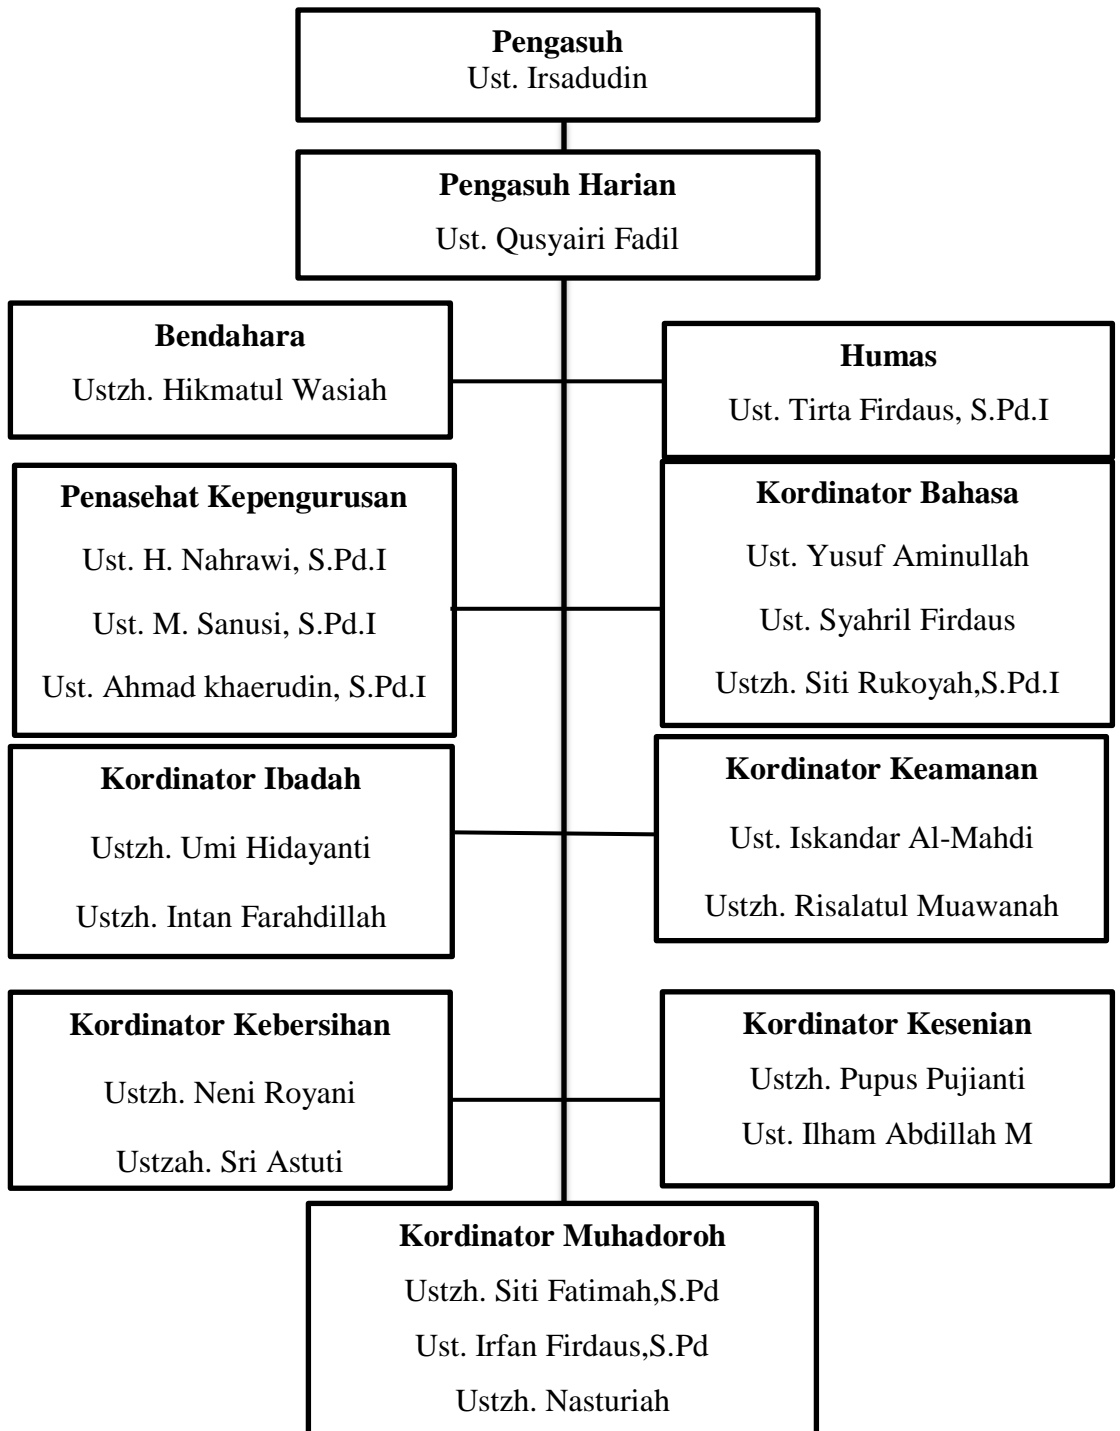 Pengasuh
Ust. Irsadudin
Pengasuh Harian
Ust. Qusyairi Fadil
Bendahara
Ustzh. Hikmatul Wasiah
Humas
Ust. Tirta Firdaus, S.Pd.I
Penasehat Kepengurusan
Ust. H. Nahrawi, S.Pd.I
Ust. M. Sanusi, S.Pd.I
Ust. Ahmad khaerudin, S.Pd.I
Kordinator Bahasa
Ust. Yusuf Aminullah
Ust. Syahril Firdaus
Ustzh. Siti Rukoyah,S.Pd.I
Kordinator Ibadah
Ustzh. Umi Hidayanti
Ustzh. Intan Farahdillah
Kordinator Keamanan
Ust. Iskandar Al-Mahdi
Ustzh. Risalatul Muawanah
Kordinator Kebersihan
Ustzh. Neni Royani
Ustzah. Sri Astuti
Kordinator Kesenian
Ustzh. Pupus Pujianti
Ust. Ilham Abdillah M
Kordinator Muhadoroh
Ustzh. Siti Fatimah,S.Pd
Ust. Irfan Firdaus,S.Pd
Ustzh. Nasturiah